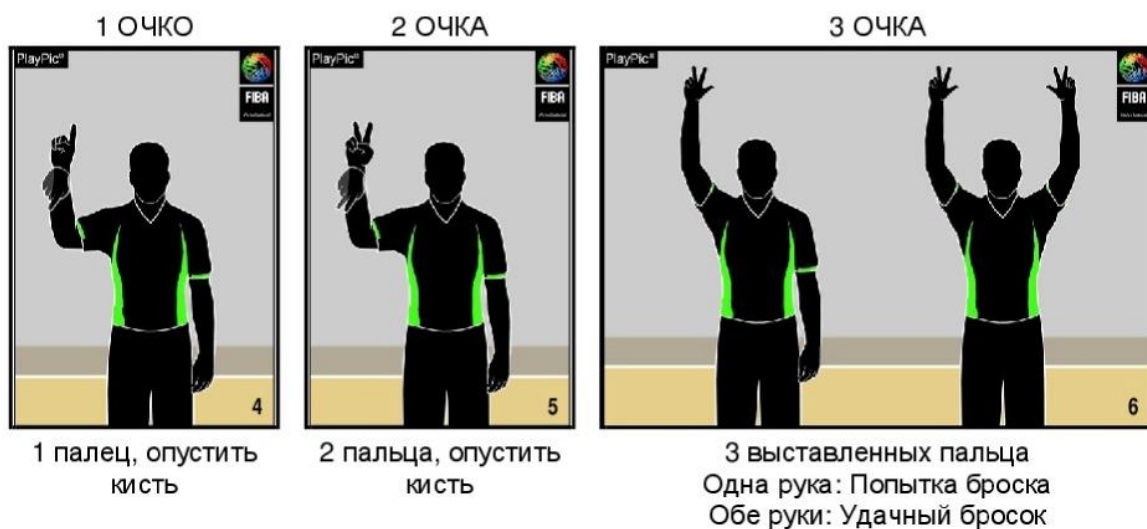 1 ОЧКО
2 ОЧКА
3 ОЧКА
PlayPic®
FIBA
4
PlayPic®
FIBA
5
PlayPic®
FIBA
6
1 палец, опустить
кисть
2 пальца, опустить
кисть
3 выставленных пальца
Одна рука: Попытка броска
Обе руки: Удачный бросок